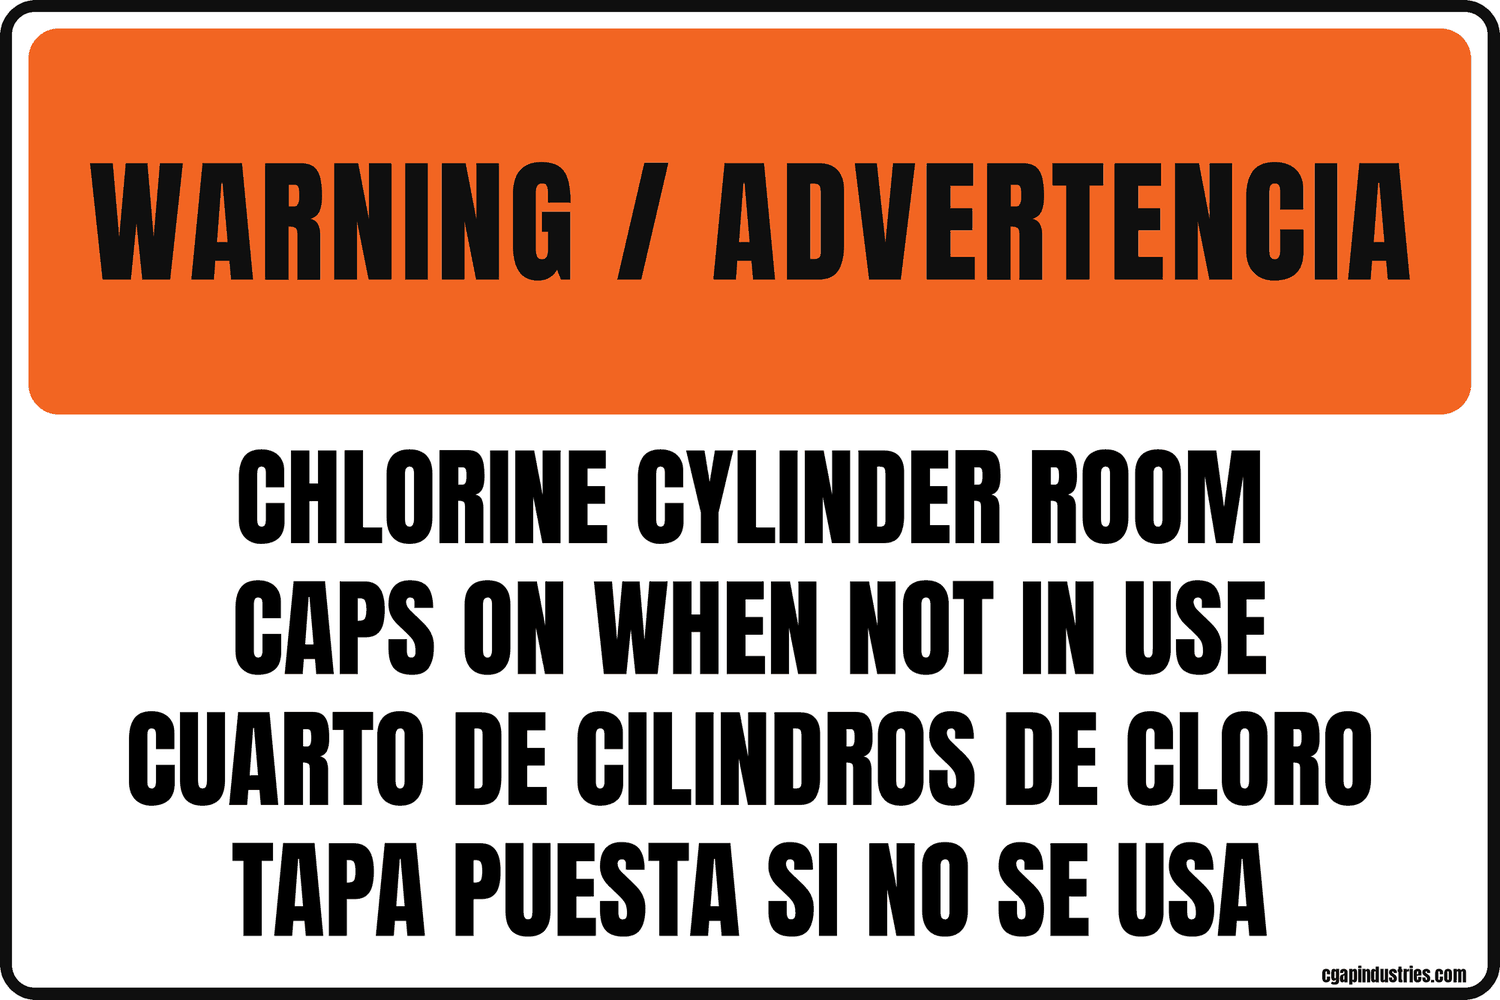 WARNING / ADVERTENCIA
CHLORINE CYLINDER ROOM
CAPS ON WHEN NOT IN USE
CUARTO DE CILINDROS DE CLORO
TAPA PUESTA SI NO SE USA
cgapindustries.com